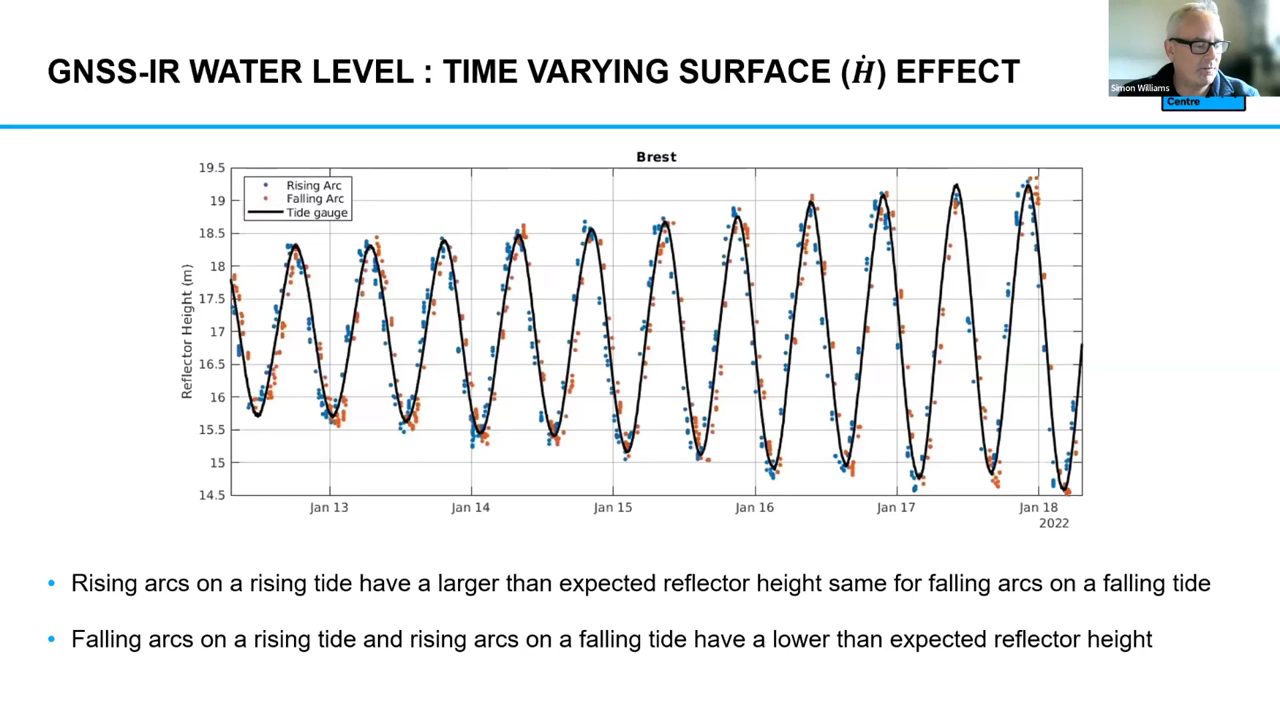 GNSS-IR WATER LEVEL : TIME VARYING SURFACE (Ḣ) EFFECT
Simon Williams
Centre
Brest
Rising Arc
Falling Arc
Tide gauge
Reflector Height (m)
19.5
19
18.5
18
17.5
17
16.5
16
15.5
15
14.5
Jan 13
Jan 14
Jan 15
Jan 16
Jan 17
Jan 18
2022
• Rising arcs on a rising tide have a larger than expected reflector height same for falling arcs on a falling tide
• Falling arcs on a rising tide and rising arcs on a falling tide have a lower than expected reflector height